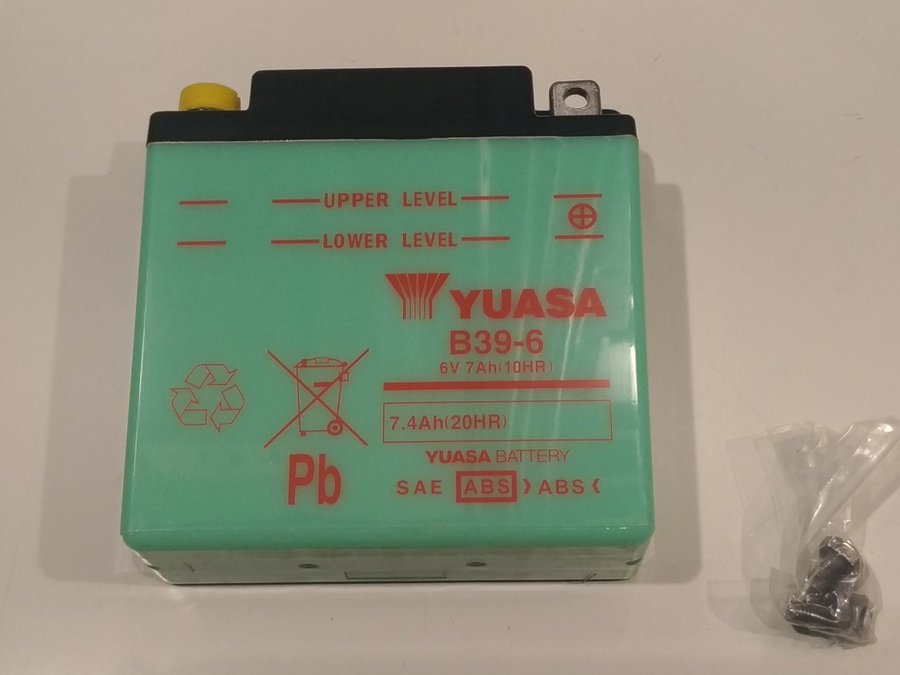 UPPER LEVEL
LOWER LEVEL
YUASA
B39-6
6V 7Ah(10HR)
7.4Ah(20HR)
YUASA BATTERY
Pb
SAE ABS >ABS<